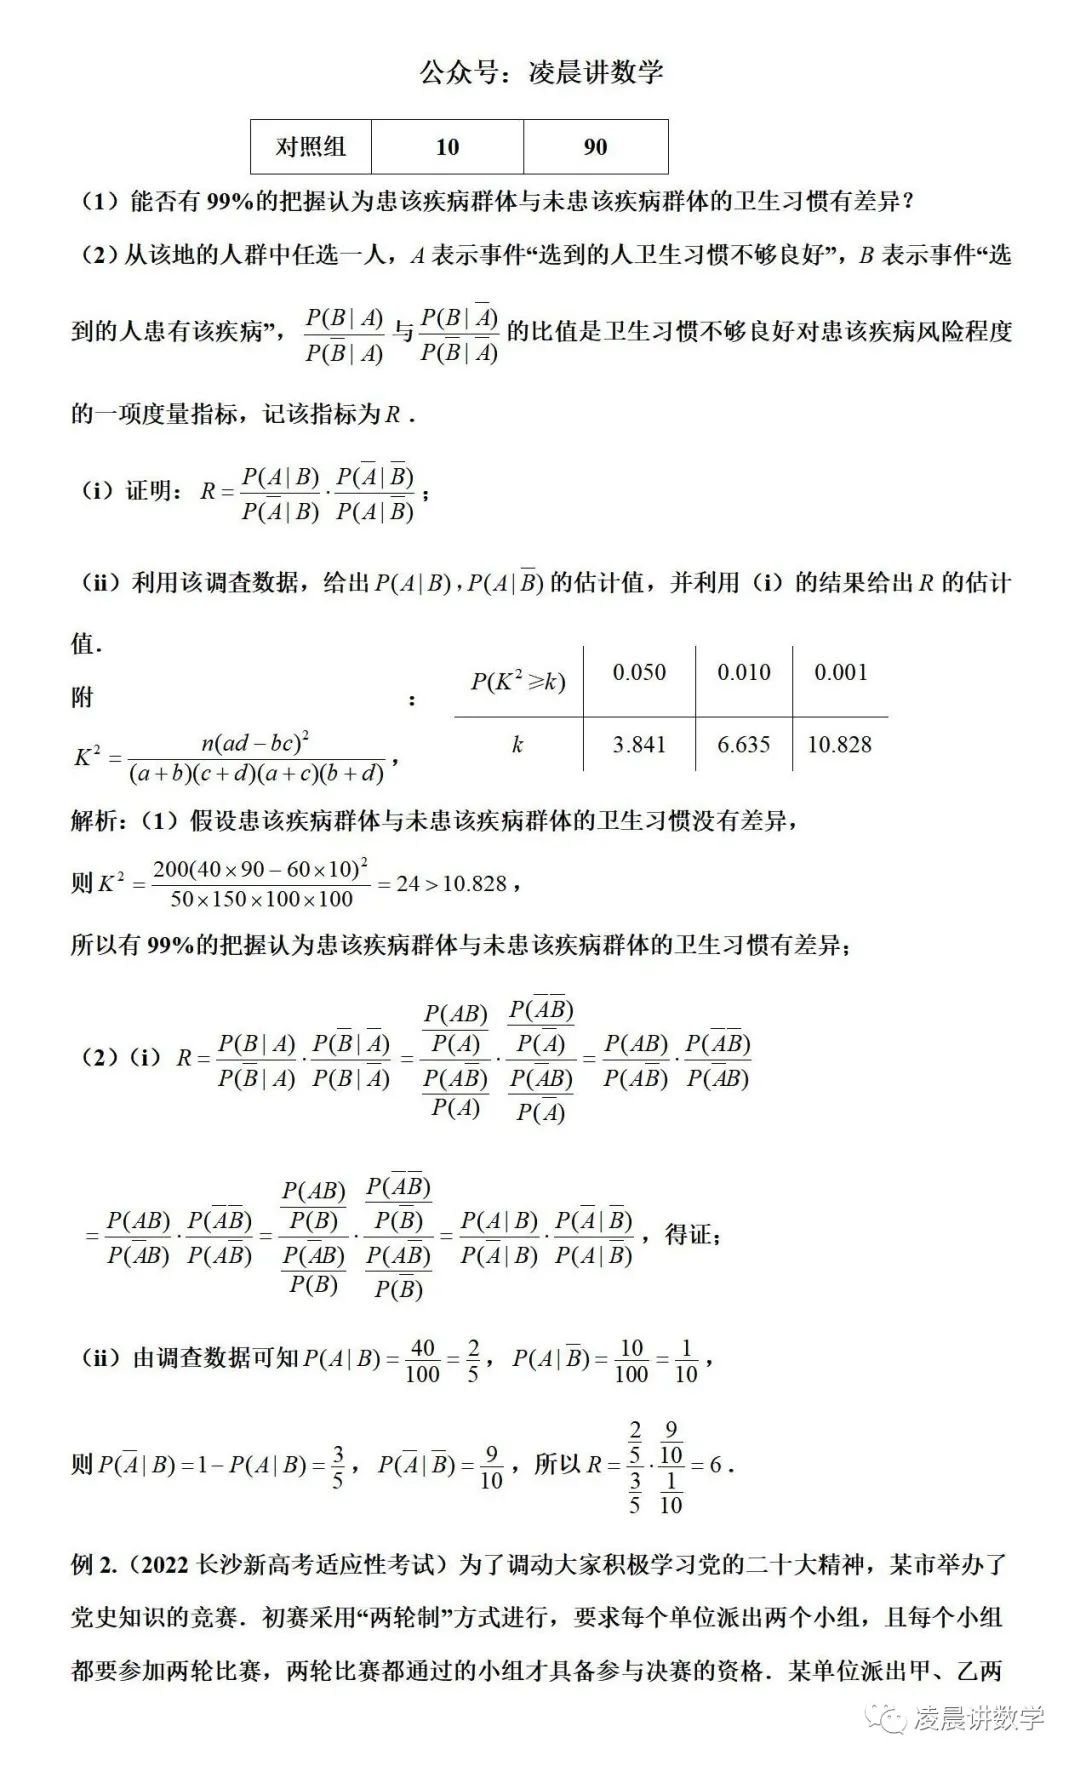 公众号：凌晨讲数学
对照组 10 90
（1）能否有 99%的把握认为患该疾病群体与未患该疾病群体的卫生习惯有差异？
（2）从该地的人群中任选一人，A 表示事件“选到的人卫生习惯不够良好”，B 表示事件“选
到的人患有该疾病”，$\frac{P(B|A)}{P(\overline{B}|A)}$ 与 $\frac{P(B|\overline{A})}{P(\overline{B}|\overline{A})}$ 的比值是卫生习惯不够良好对患该疾病风险程度
的一项度量指标，记该指标为 R．
（i）证明：$R=\frac{P(A|B)}{P(\overline{A}|B)}\cdot\frac{P(\overline{A}|\overline{B})}{P(A|\overline{B})}$；
（ii）利用该调查数据，给出 $P(A|B),P(A|\overline{B})$ 的估计值，并利用（i）的结果给出 R 的估计
值．
附 ：
$P(K^2≥k)$ 0.050 0.010 0.001
$K^2=\frac{n(ad-bc)^2}{(a+b)(c+d)(a+c)(b+d)}$，
k 3.841 6.635 10.828
解析：（1）假设患该疾病群体与未患该疾病群体的卫生习惯没有差异，
则 $K^2=\frac{200(40×90-60×10)^2}{50×150×100×100}=24>10.828$，
所以有 99%的把握认为患该疾病群体与未患该疾病群体的卫生习惯有差异；
（2）（i）$R=\frac{P(B|A)}{P(\overline{B}|A)}\cdot\frac{P(\overline{B}|\overline{A})}{P(B|\overline{A})}=\frac{\frac{P(AB)}{P(A)}}{\frac{P(A\overline{B})}{P(A)}}\cdot\frac{\frac{P(\overline{A}\overline{B})}{P(\overline{A})}}{\frac{P(\overline{A}B)}{P(\overline{A})}}=\frac{P(AB)}{P(A\overline{B})}\cdot\frac{P(\overline{A}\overline{B})}{P(\overline{A}B)}$
$=\frac{P(AB)}{P(\overline{A}B)}\cdot\frac{P(\overline{A}\overline{B})}{P(A\overline{B})}=\frac{\frac{P(AB)}{P(B)}}{\frac{P(\overline{A}B)}{P(B)}}\cdot\frac{\frac{P(\overline{A}\overline{B})}{P(\overline{B})}}{\frac{P(A\overline{B})}{P(\overline{B})}}=\frac{P(A|B)}{P(\overline{A}|B)}\cdot\frac{P(\overline{A}|\overline{B})}{P(A|\overline{B})}$，得证；
（ii）由调查数据可知 $P(A|B)=\frac{40}{100}=\frac{2}{5}$，$P(A|\overline{B})=\frac{10}{100}=\frac{1}{10}$，
则 $P(\overline{A}|B)=1-P(A|B)=\frac{3}{5}$，$P(\overline{A}|\overline{B})=\frac{9}{10}$，所以 $R=\frac{\frac{2}{5}}{\frac{3}{5}}\cdot\frac{\frac{9}{10}}{\frac{1}{10}}=6$．
例 2.（2022 长沙新高考适应性考试）为了调动大家积极学习党的二十大精神，某市举办了
党史知识的竞赛．初赛采用“两轮制”方式进行，要求每个单位派出两个小组，且每个小组
都要参加两轮比赛，两轮比赛都通过的小组才具备参与决赛的资格．某单位派出甲、乙两
凌晨讲数学